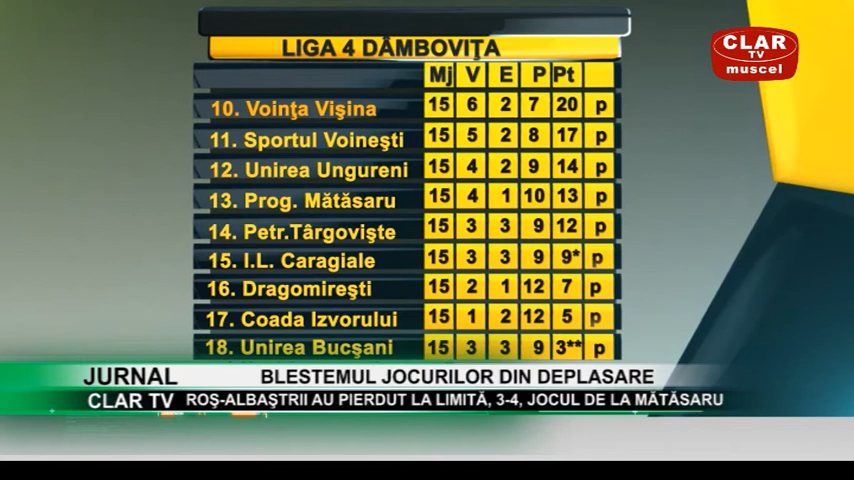 LIGA 4 DÂMBOVIŢA
CLAR
TV
muscel
Mj V E P Pt
10. Voinţa Vişina 15 6 2 7 20 p
11. Sportul Voineşti 15 5 2 8 17 p
12. Unirea Ungureni 15 4 2 9 14 p
13. Prog. Mătăsaru 15 4 1 10 13 p
14. Petr.Târgovişte 15 3 3 9 12 p
15. I.L. Caragiale 15 3 3 9 9* p
16. Dragomireşti 15 2 1 12 7 p
17. Coada Izvorului 15 1 2 12 5 p
18. Unirea Bucşani 15 3 3 9 3** p
JURNAL BLESTEMUL JOCURILOR DIN DEPLASARE
CLAR TV ROŞ-ALBAŞTRII AU PIERDUT LA LIMITĂ, 3-4, JOCUL DE LA MĂTĂSARU